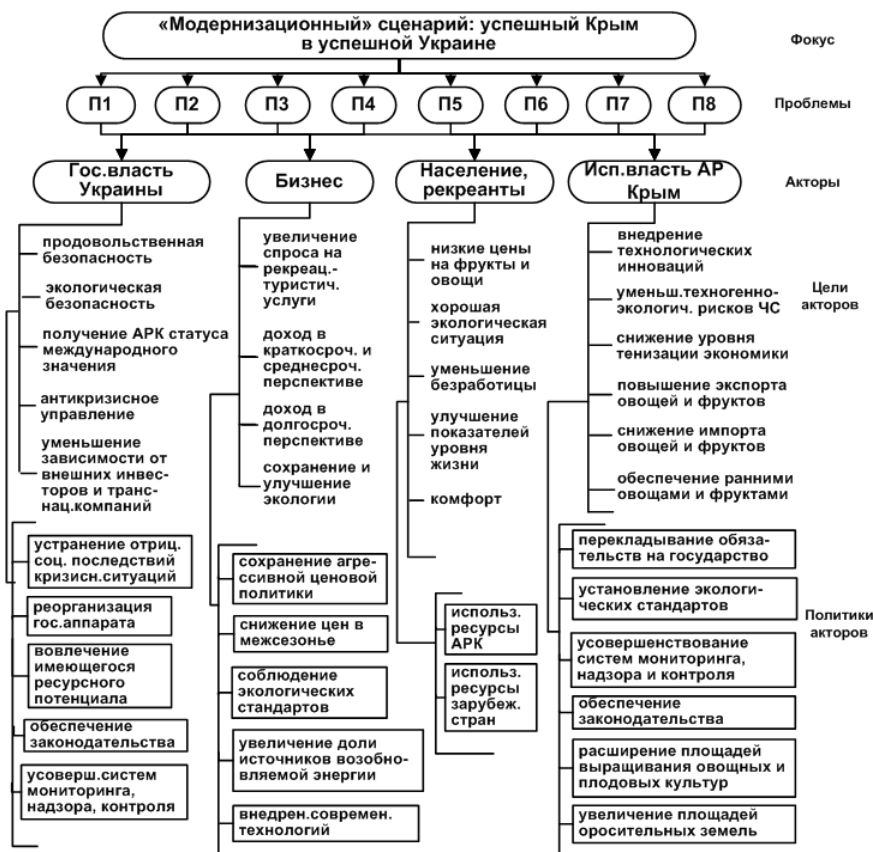 «Модернизационный» сценарий: успешный Крым
в успешной Украине
Фокус
П1
П2
П3
П4
П5
П6
П7
П8
Проблемы
Гос.власть
Украины
Бизнес
Население,
рекреанты
Исп.власть АР
Крым
Акторы
продовольственная
безопасность
экологическая
безопасность
получение АРК статуса
международного
значения
антикризисное
управление
уменьшение
зависимости от
внешних инвес-
торов и транс-
нац.компаний
увеличение
спроса на
рекреац.-
туристич.
услуги
доход в
краткосроч. и
среднесроч.
перспективе
доход в
долгосроч.
перспективе
сохранение и
улучшение
экологии
низкие цены
на фрукты и
овощи
хорошая
экологическая
ситуация
уменьшение
безработицы
улучшение
показателей
уровня
жизни
комфорт
внедрение
технологических
инноваций
уменьш.техногенно-
экологич. рисков ЧС
снижение уровня
тенизации экономики
повышение экспорта
овощей и фруктов
снижение импорта
овощей и фруктов
обеспечение ранними
овощами и фруктами
Цели
акторов
устранение отриц.
соц. последствий
кризисн.ситуаций
реорганизация
гос.аппарата
вовлечение
имеющегося
ресурсного
потенциала
обеспечение
законодательства
усоверш.систем
мониторинга,
надзора, контроля
сохранение агре-
ссивной ценовой
политики
снижение цен в
межсезонье
соблюдение
экологических
стандартов
увеличение доли
источников возобно-
вляемой энергии
внедрен.современ.
технологий
использ.
ресурсы
АРК
использ.
ресурсы
зарубеж.
стран
перекладывание обяза-
тельств на государство
установление экологи-
ческих стандартов
усовершенствование
систем мониторинга,
надзора и контроля
обеспечение
законодательства
расширение площадей
выращивания овощных и
плодовых культур
увеличение площадей
оросительных земель
Политики
акторов